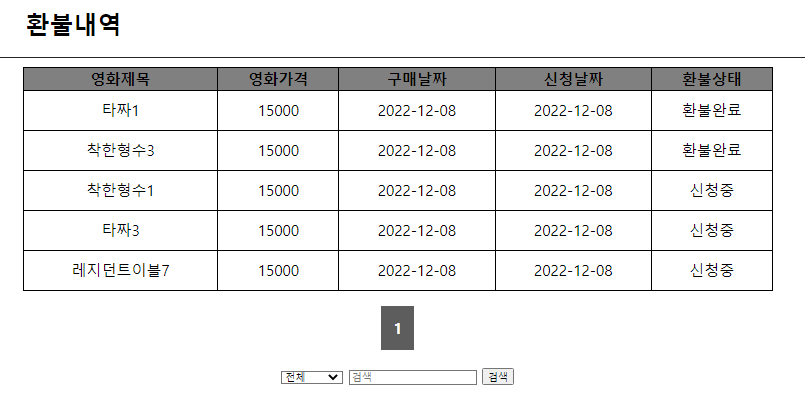 환불내역
영화제목 영화가격 구매날짜 신청날짜 환불상태
타짜1 15000 2022-12-08 2022-12-08 환불완료
착한형수3 15000 2022-12-08 2022-12-08 환불완료
착한형수1 15000 2022-12-08 2022-12-08 신청중
타짜3 15000 2022-12-08 2022-12-08 신청중
레지던트이블7 15000 2022-12-08 2022-12-08 신청중
1
전체 검색 검색